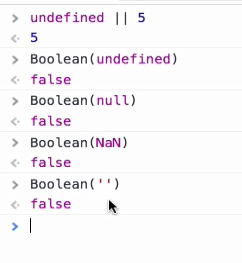 undefined || 5
5
Boolean(undefined)
false
Boolean(null)
false
Boolean(NaN)
false
Boolean('')
false